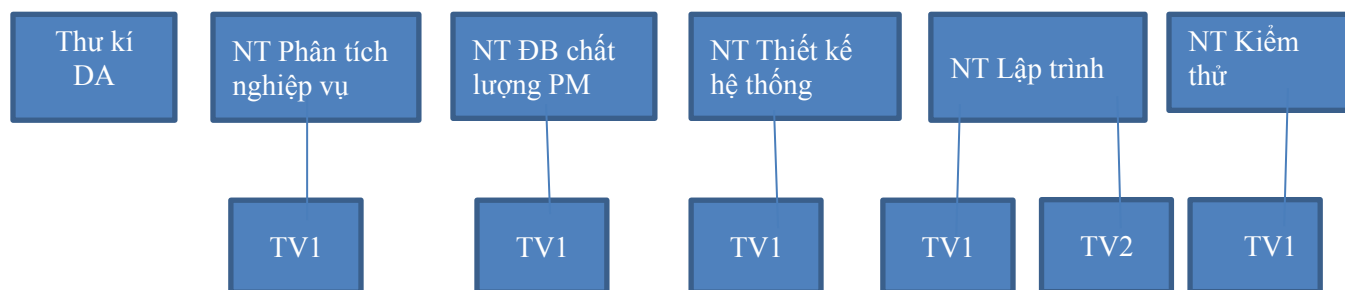 Thư kí
DA
NT Phân tích
nghiệp vụ
NT ĐB chất
lượng PM
NT Thiết kế
hệ thống
NT Lập trình
NT Kiểm
thử
TV1
TV1
TV1
TV1
TV2
TV1